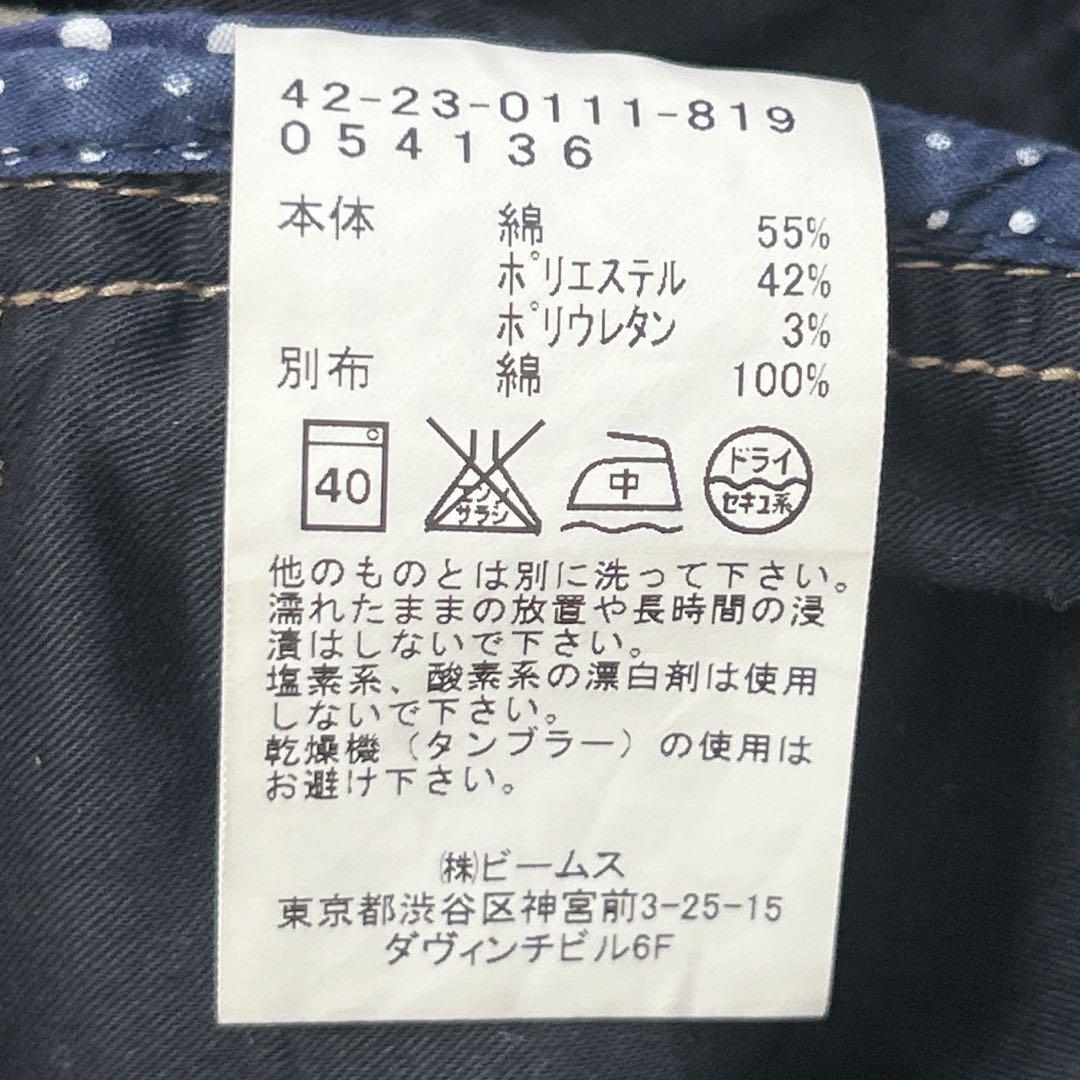 42-23-0111-819
054136
本体 綿 55%
ポリエステル 42%
ポリウレタン 3%
別布 綿 100%
40 エンソサラシ 中 ドライ セキユ系
他のものとは別に洗って下さい。
濡れたままの放置や長時間の浸
漬はしないで下さい。
塩素系、酸素系の漂白剤は使用
しないで下さい。
乾燥機（タンブラー）の使用は
お避け下さい。
㈱ビームス
東京都渋谷区神宮前3-25-15
ダヴィンチビル6F